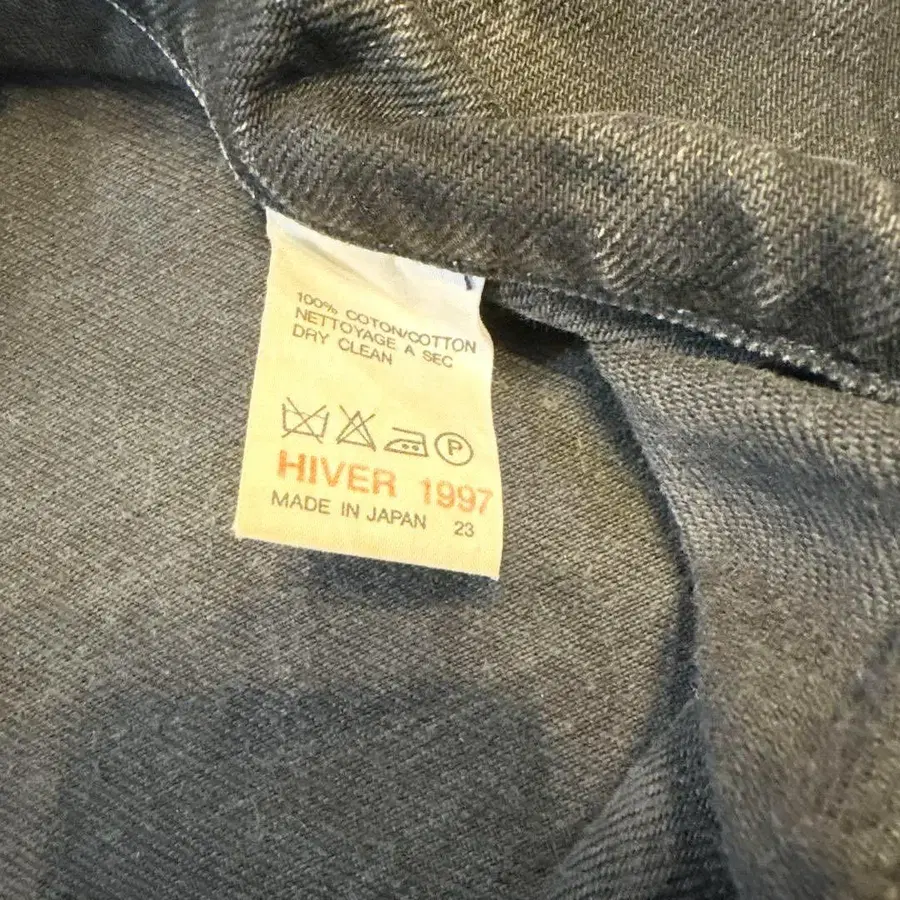 100% COTON/COTTON
NETTOYAGE A SEC
DRY CLEAN
P
HIVER 1997
MADE IN JAPAN 23